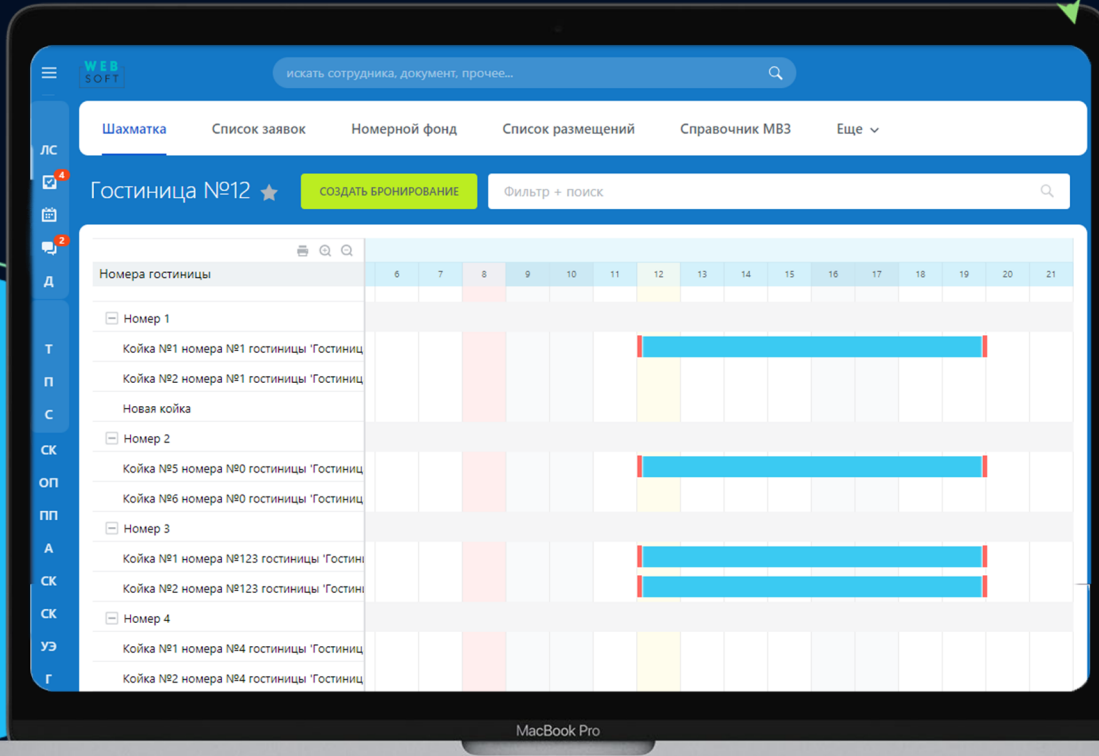 WEB
SOFT
искать сотрудника, документ, прочее...
Шахматка Список заявок Номерной фонд Список размещений Справочник МВЗ Еще
ЛС
4
2
Д
Т
П
С
СК
ОП
ПП
А
СК
СК
УЭ
Г
Гостиница №12 СОЗДАТЬ БРОНИРОВАНИЕ Фильтр + поиск
Номера гостиницы 6 7 8 9 10 11 12 13 14 15 16 17 18 19 20 21
Номер 1
Койка №1 номера №1 гостиницы 'Гостиниц
Койка №2 номера №1 гостиницы 'Гостиниц
Новая койка
Номер 2
Койка №5 номера №0 гостиницы 'Гостиниц
Койка №6 номера №0 гостиницы 'Гостиниц
Номер 3
Койка №1 номера №123 гостиницы 'Гостин
Койка №2 номера №123 гостиницы 'Гостин
Номер 4
Койка №1 номера №4 гостиницы 'Гостиниц
Койка №2 номера №4 гостиницы 'Гостиниц
MacBook Pro